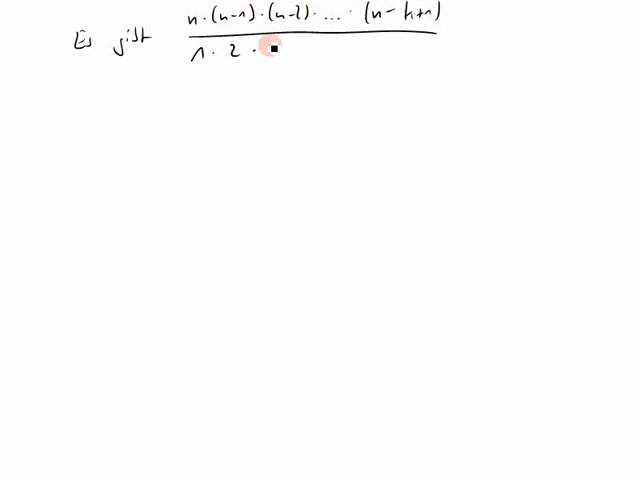 Es gilt n·(n-1)·(n-2)· ... · (n-k+1)
1 · 2 ·